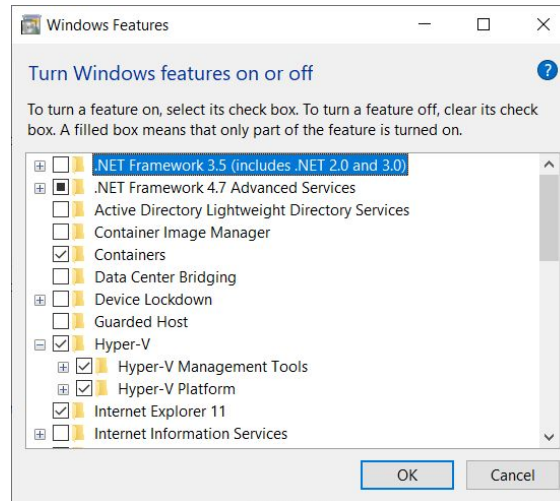 Windows Features
Turn Windows features on or off
To turn a feature on, select its check box. To turn a feature off, clear its check
box. A filled box means that only part of the feature is turned on.
.NET Framework 3.5 (includes .NET 2.0 and 3.0)
.NET Framework 4.7 Advanced Services
Active Directory Lightweight Directory Services
Container Image Manager
Containers
Data Center Bridging
Device Lockdown
Guarded Host
Hyper-V
Hyper-V Management Tools
Hyper-V Platform
Internet Explorer 11
Internet Information Services
OK
Cancel